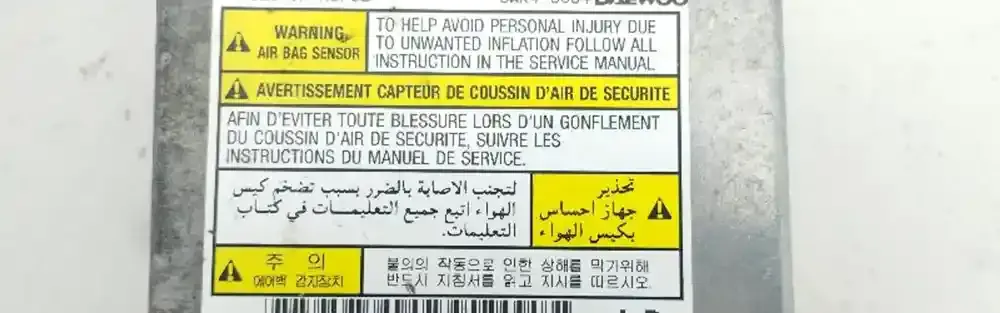 DAEWOO
WARNING
AIR BAG SENSOR
TO HELP AVOID PERSONAL INJURY DUE
TO UNWANTED INFLATION FOLLOW ALL
INSTRUCTION IN THE SERVICE MANUAL
AVERTISSEMENT CAPTEUR DE COUSSIN D'AIR DE SECURITE
AFIN D'EVITER TOUTE BLESSURE LORS D'UN GONFLEMENT
DU COUSSIN D'AIR DE SECURITE, SUIVRE LES
INSTRUCTIONS DU MANUEL DE SERVICE.
تحذير
جهاز احساس
بكيس الهواء
لتجنب الاصابة بالضرر بسبب تضخم كيس
الهواء اتبع جميع التعليمات في كتاب
التعليمات.
주 의
에어백 감지장치
불의의 작동으로 인한 상해를 막기위해
반드시 지침서를 읽고 지시를 따르시오.